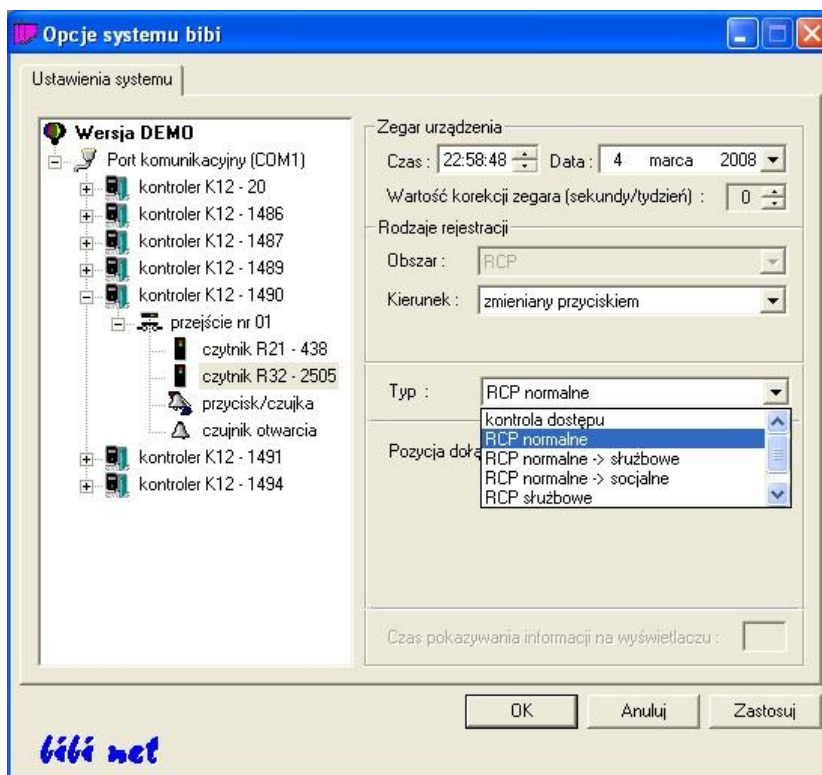 Opcje systemu bibi
Ustawienia systemu
Wersja DEMO
Port komunikacyjny (COM1)
kontroler K12 - 20
kontroler K12 - 1486
kontroler K12 - 1487
kontroler K12 - 1489
kontroler K12 - 1490
przejście nr 01
czytnik R21 - 438
czytnik R32 - 2505
przycisk/czujka
czujnik otwarcia
kontroler K12 - 1491
kontroler K12 - 1494
Zegar urządzenia
Czas : 22:58:48 Data : 4 marca 2008
Wartość korekcji zegara (sekundy/tydzień) : 0
Rodzaje rejestracji
Obszar : RCP
Kierunek : zmieniany przyciskiem
Typ : RCP normalne
kontrola dostępu
RCP normalne
Pozycja
RCP normalne -> służbowe
RCP normalne -> socjalne
RCP służbowe
Czas pokazywania informacji na wyświetlaczu :
OK Anuluj Zastosuj
bibi net